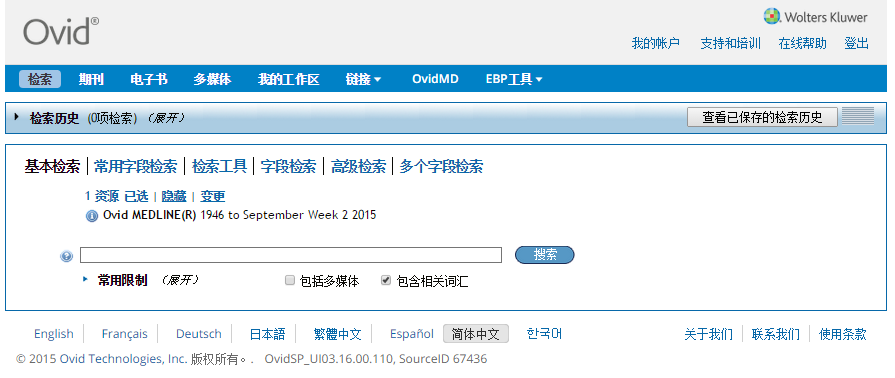 Ovid®
Wolters Kluwer
我的帐户 支持和培训 在线帮助 登出
检索 期刊 电子书 多媒体 我的工作区 链接 OvidMD EBP工具
检索历史 (0项检索) (展开) 查看已保存的检索历史
基本检索 | 常用字段检索 | 检索工具 | 字段检索 | 高级检索 | 多个字段检索
1 资源 已选 | 隐藏 | 变更
Ovid MEDLINE(R) 1946 to September Week 2 2015
搜索
常用限制 (展开) 包括多媒体 包含相关词汇
English Français Deutsch 日本語 繁體中文 Español 简体中文 한국어 关于我们 联系我们 使用条款
© 2015 Ovid Technologies, Inc. 版权所有。. OvidSP_UI03.16.00.110, SourceID 67436